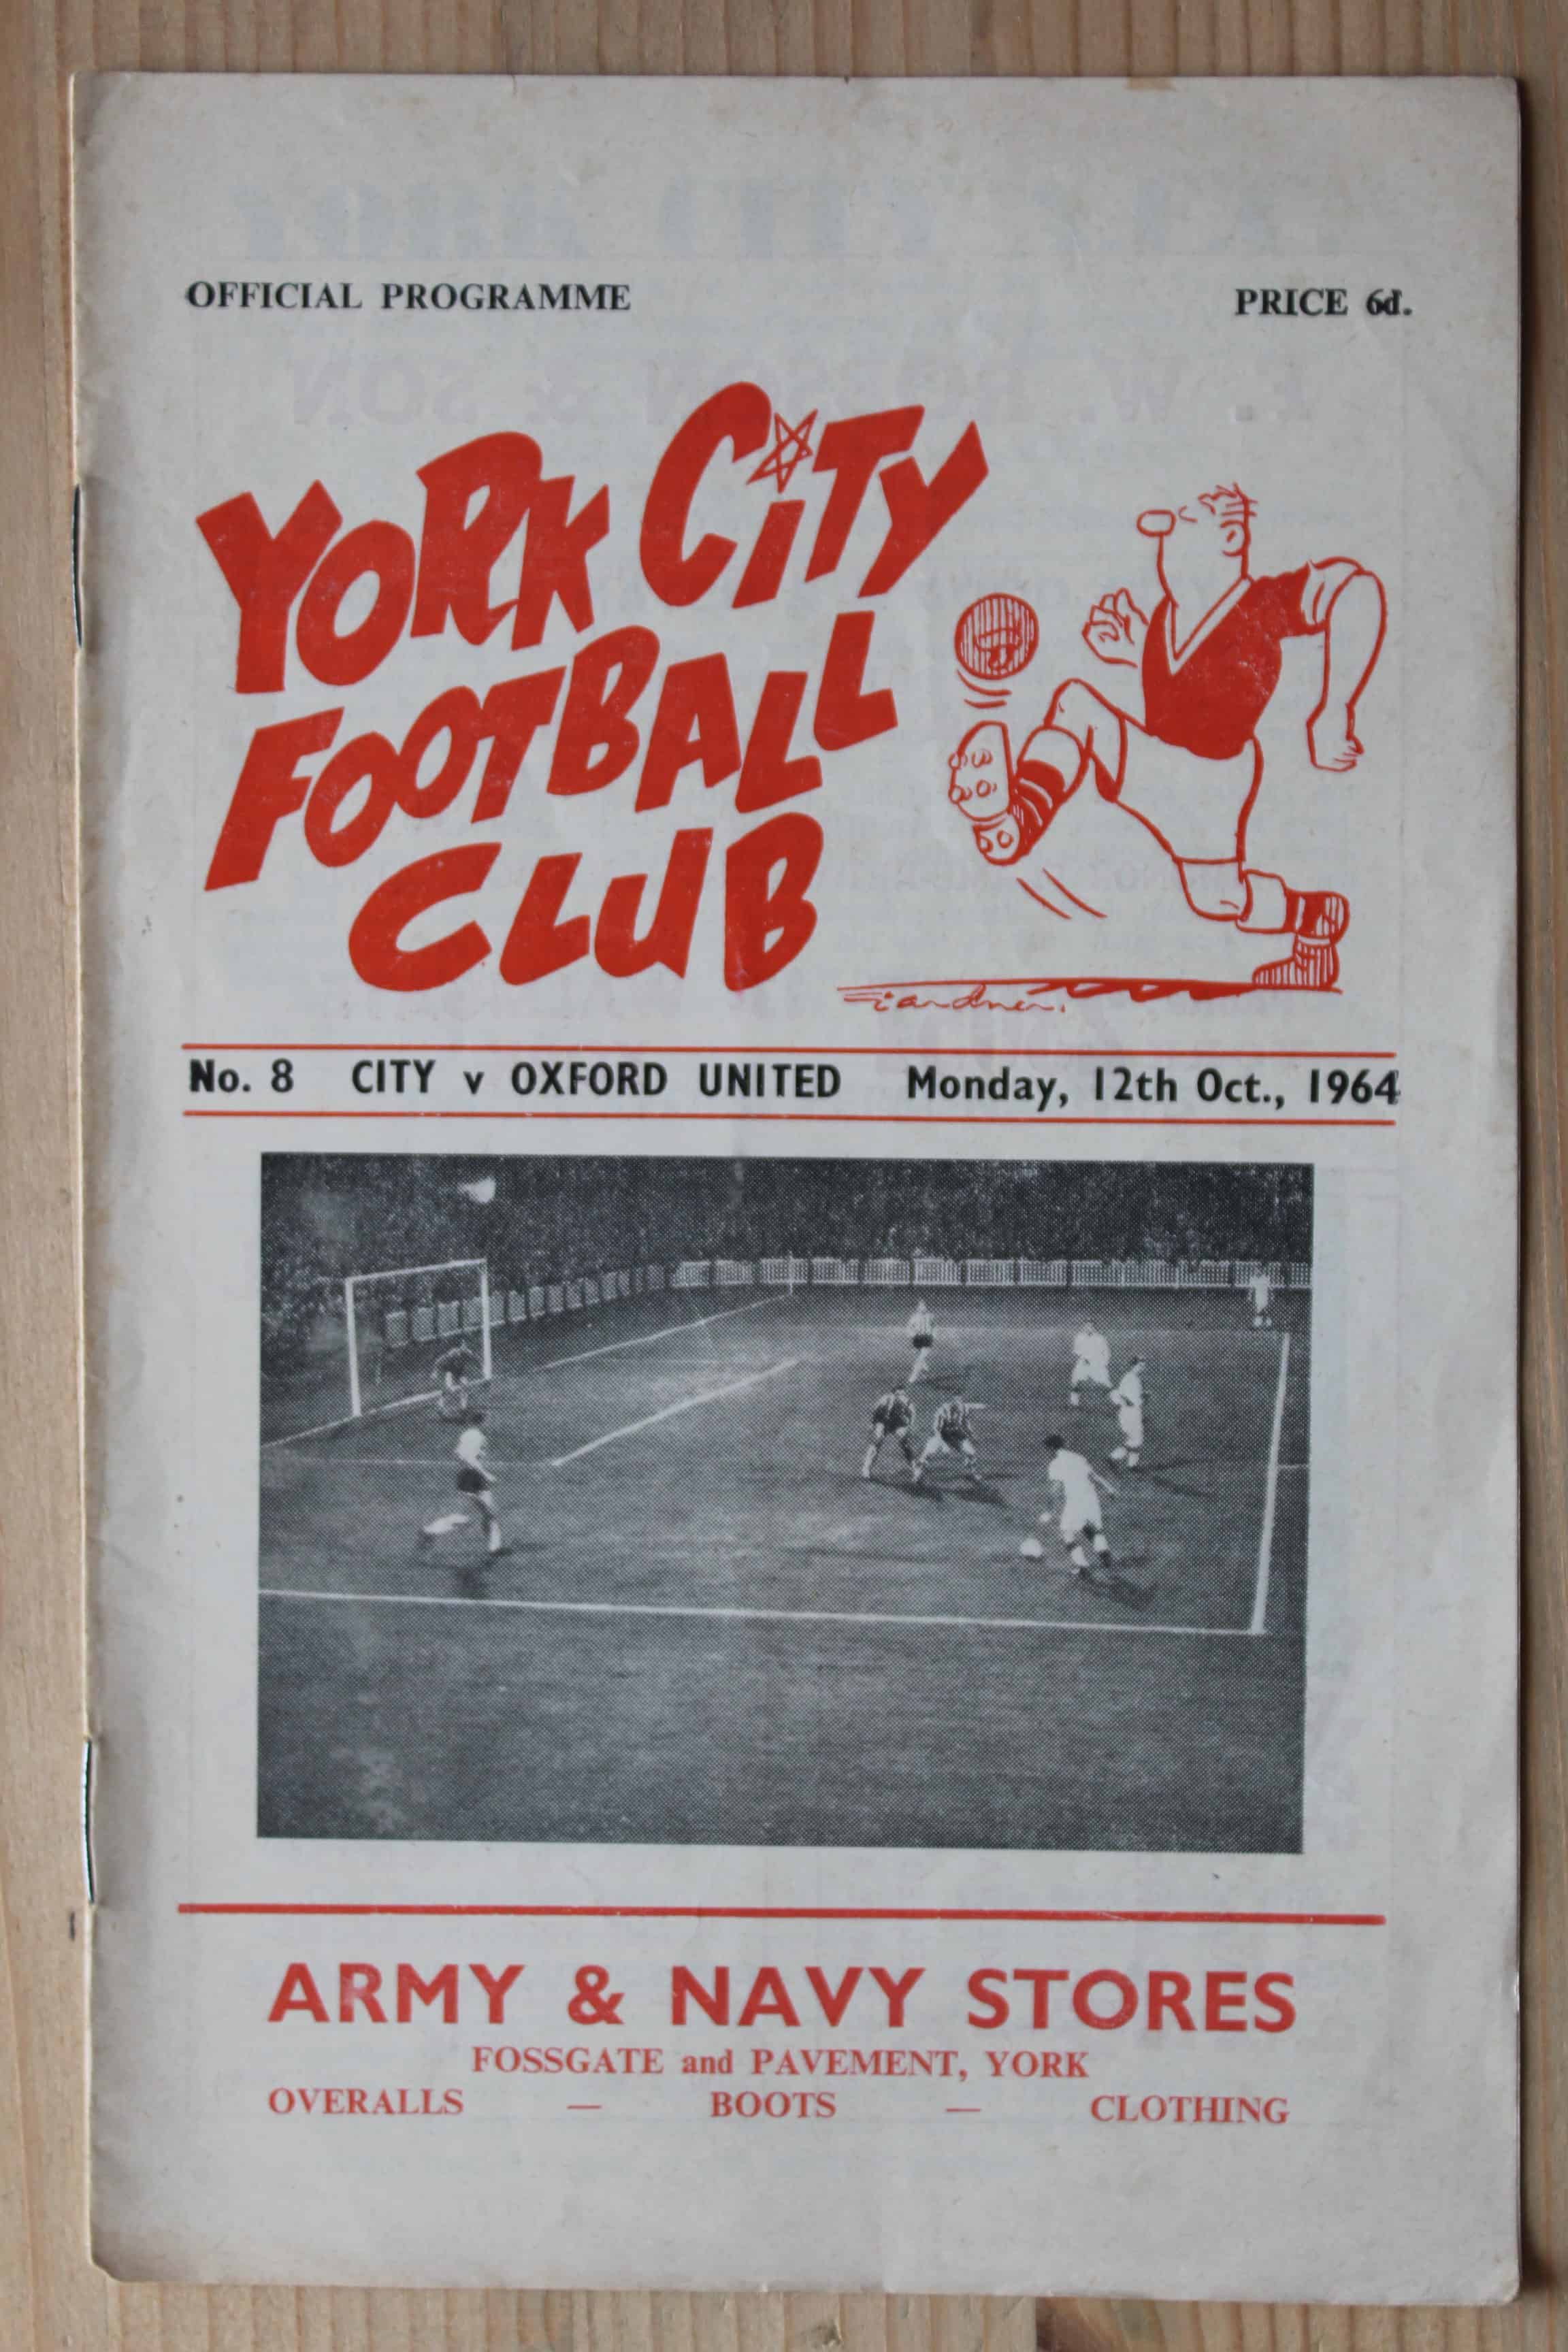 OFFICIAL PROGRAMME PRICE 6d.
YORK CiTY
FOOTBALL
CLUB
Gardner.
No. 8 CITY v OXFORD UNITED Monday, 12th Oct., 1964
ARMY & NAVY STORES
FOSSGATE and PAVEMENT, YORK
OVERALLS — BOOTS — CLOTHING